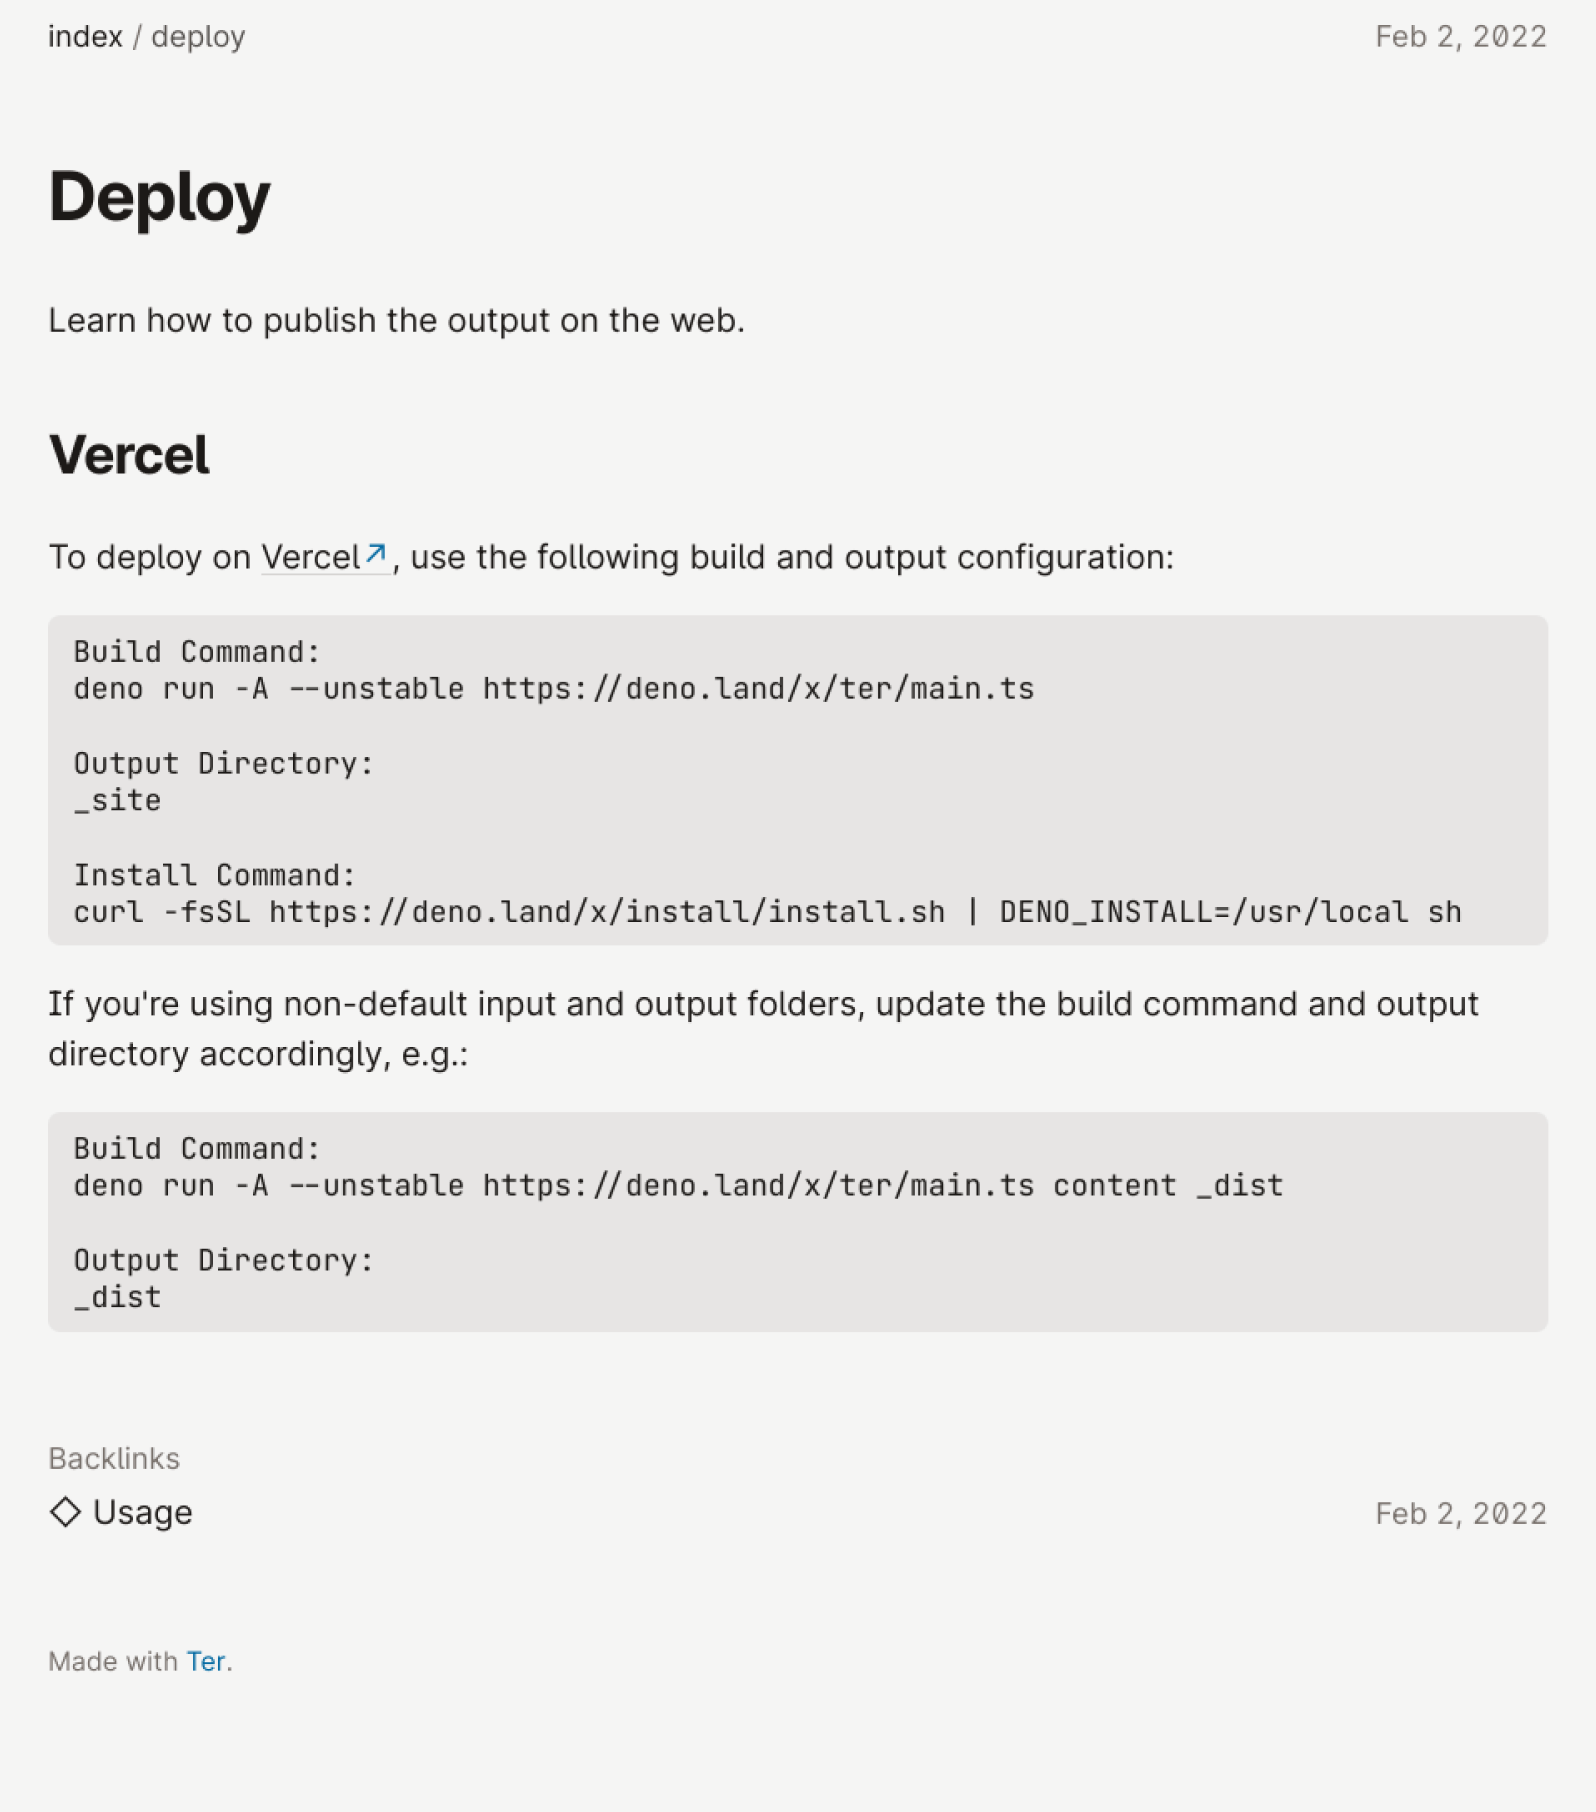 index / deploy
Feb 2, 2022
Deploy
Learn how to publish the output on the web.
Vercel
To deploy on Vercel↗, use the following build and output configuration:
Build Command:
deno run -A --unstable https://deno.land/x/ter/main.ts
Output Directory:
_site
Install Command:
curl -fsSL https://deno.land/x/install/install.sh | DENO_INSTALL=/usr/local sh
If you're using non-default input and output folders, update the build command and output
directory accordingly, e.g.:
Build Command:
deno run -A --unstable https://deno.land/x/ter/main.ts content _dist
Output Directory:
_dist
Backlinks
◇ Usage
Feb 2, 2022
Made with Ter.